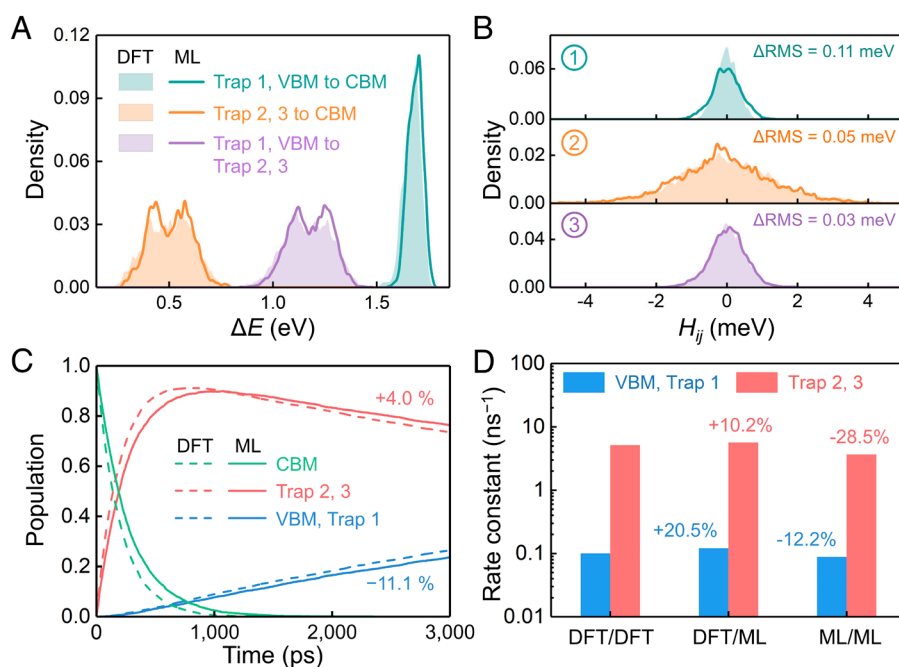 A
0.12
0.09
0.06
0.03
0.00
Density
DFT ML
Trap 1, VBM to CBM
Trap 2, 3 to CBM
Trap 1, VBM to
Trap 2, 3
0.5 1.0 1.5
ΔE (eV)
B
Density
0.06
0.00
① ΔRMS = 0.11 meV
0.02
0.00
② ΔRMS = 0.05 meV
0.04
0.00
③ ΔRMS = 0.03 meV
-4 -2 0 2 4
Hij (meV)
C
1.0
0.8
0.6
0.4
0.2
0.0
Population
+4.0 %
DFT ML
CBM
Trap 2, 3
VBM, Trap 1
−11.1 %
0 1,000 2,000 3,000
Time (ps)
D
100
10
1
0.1
0.01
Rate constant (ns⁻¹)
VBM, Trap 1 Trap 2, 3
+10.2%
-28.5%
+20.5%
-12.2%
DFT/DFT DFT/ML ML/ML